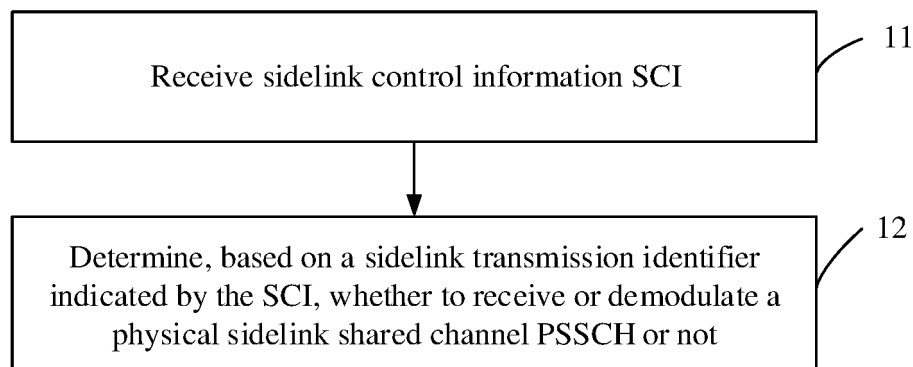 Receive sidelink control information SCI
11
Determine, based on a sidelink transmission identifier
indicated by the SCI, whether to receive or demodulate a
physical sidelink shared channel PSSCH or not
12